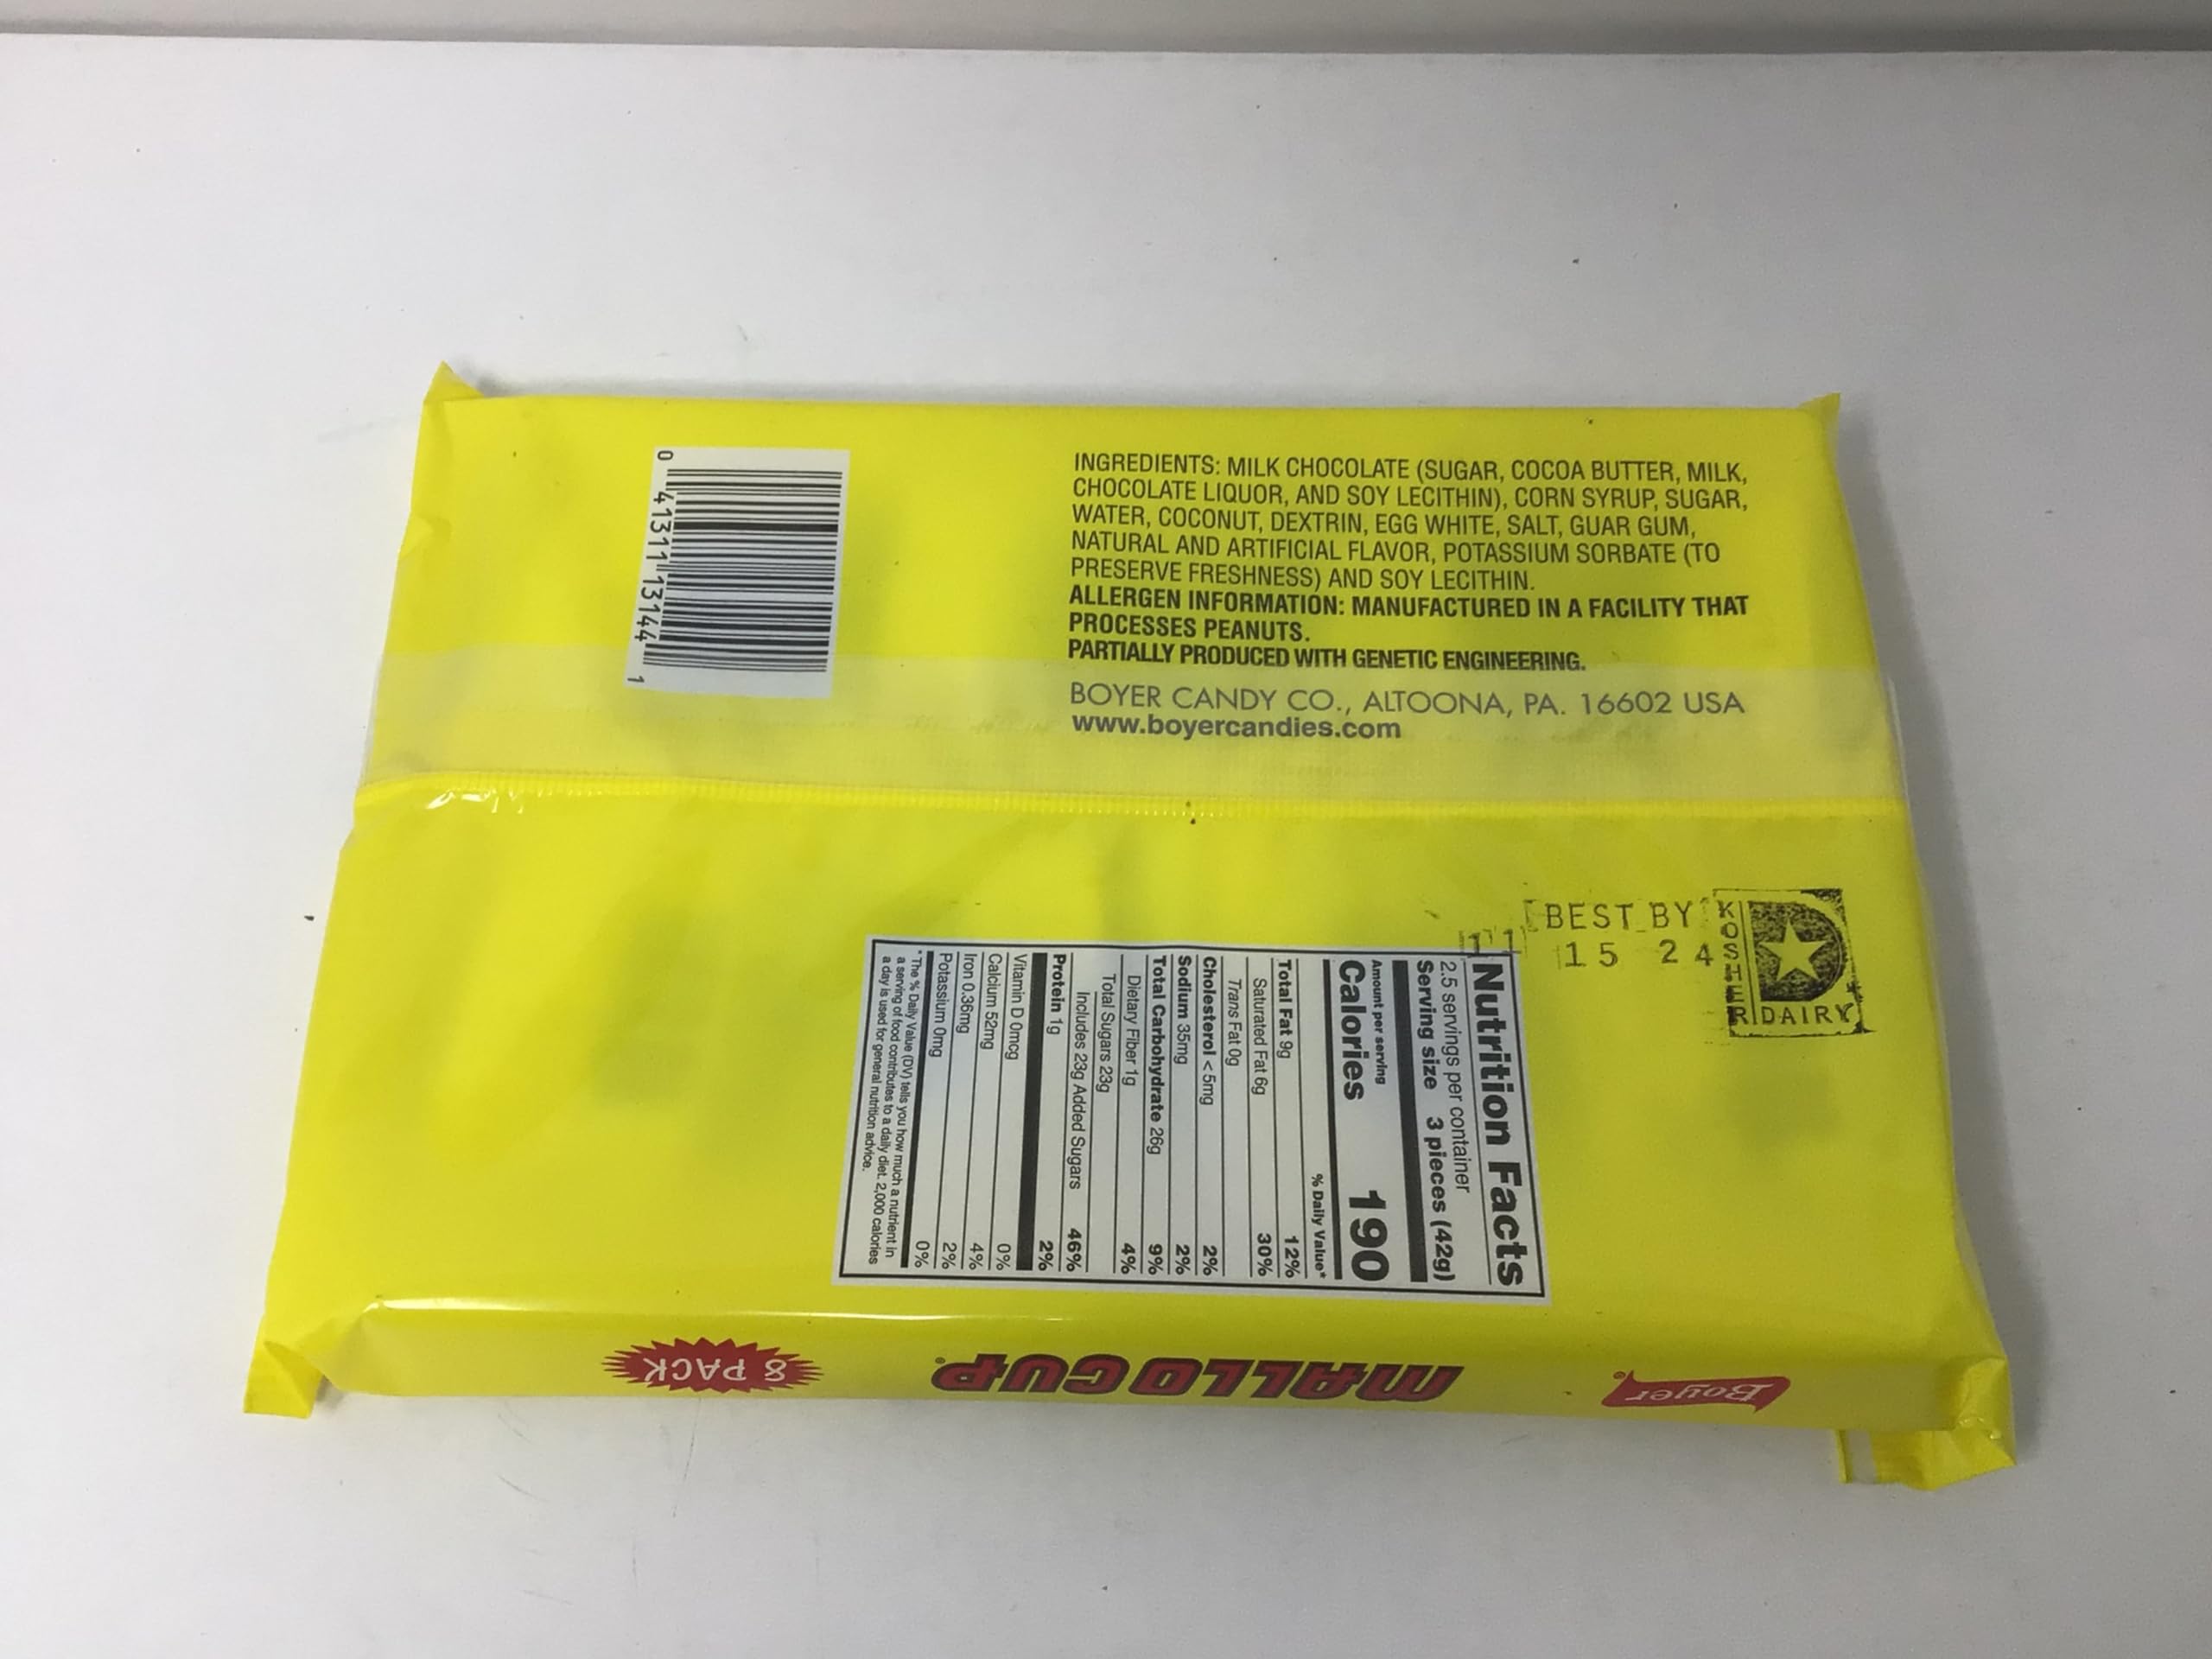 INGREDIENTS: MILK CHOCOLATE (SUGAR, COCOA BUTTER, MILK,
CHOCOLATE LIQUOR, AND SOY LECITHIN), CORN SYRUP, SUGAR,
WATER, COCONUT, DEXTRIN, EGG WHITE, SALT, GUAR GUM,
NATURAL AND ARTIFICIAL FLAVOR, POTASSIUM SORBATE (TO
PRESERVE FRESHNESS) AND SOY LECITHIN.
ALLERGEN INFORMATION: MANUFACTURED IN A FACILITY THAT
PROCESSES PEANUTS.
PARTIALLY PRODUCED WITH GENETIC ENGINEERING.
BOYER CANDY CO., ALTOONA, PA. 16602 USA
www.boyercandies.com
0 41311 13144 1
BEST BY
11 15 24
D
KOSHER DAIRY
Nutrition Facts
2.5 servings per container
Serving size 3 pieces (42g)
Amount per serving
Calories 190
% Daily Value*
Total Fat 9g 12%
Saturated Fat 6g 30%
Trans Fat 0g
Cholesterol < 5mg 2%
Sodium 35mg 2%
Total Carbohydrate 26g 9%
Dietary Fiber 1g 4%
Total Sugars 23g
Includes 23g Added Sugars 46%
Protein 1g 2%
Vitamin D 0mcg 0%
Calcium 52mg 4%
Iron 0.36mg 2%
Potassium 0mg 0%
* The % Daily Value (DV) tells you how much a nutrient in
a serving of food contributes to a daily diet. 2,000 calories
a day is used for general nutrition advice.
Boyer®
MALLO CUP®
8 PACK